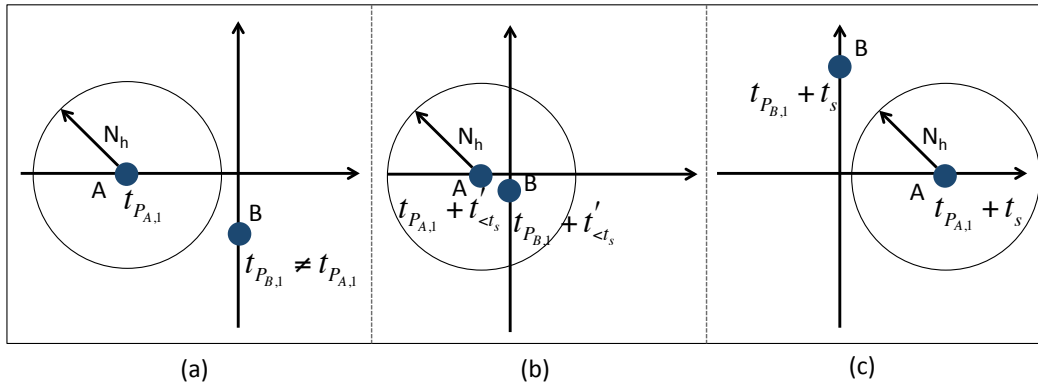 N_h
A
t_{P_{A,1}}
B
t_{P_{B,1}} ≠ t_{P_{A,1}}
(a)
N_h
A
B
t_{P_{A,1}} + t'_{<t_s}
t_{P_{B,1}} + t'_{<t_s}
(b)
B
t_{P_{B,1}} + t_s
N_h
A
t_{P_{A,1}} + t_s
(c)